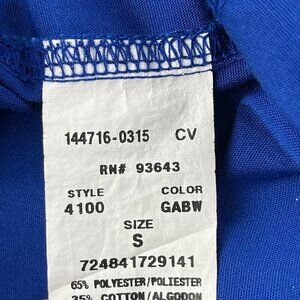 144716-0315 CV
RN# 93643
STYLE COLOR
4100 GABW
SIZE
S
724841729141
65% POLYESTER/POLIESTER
35% COTTON/ALGODON